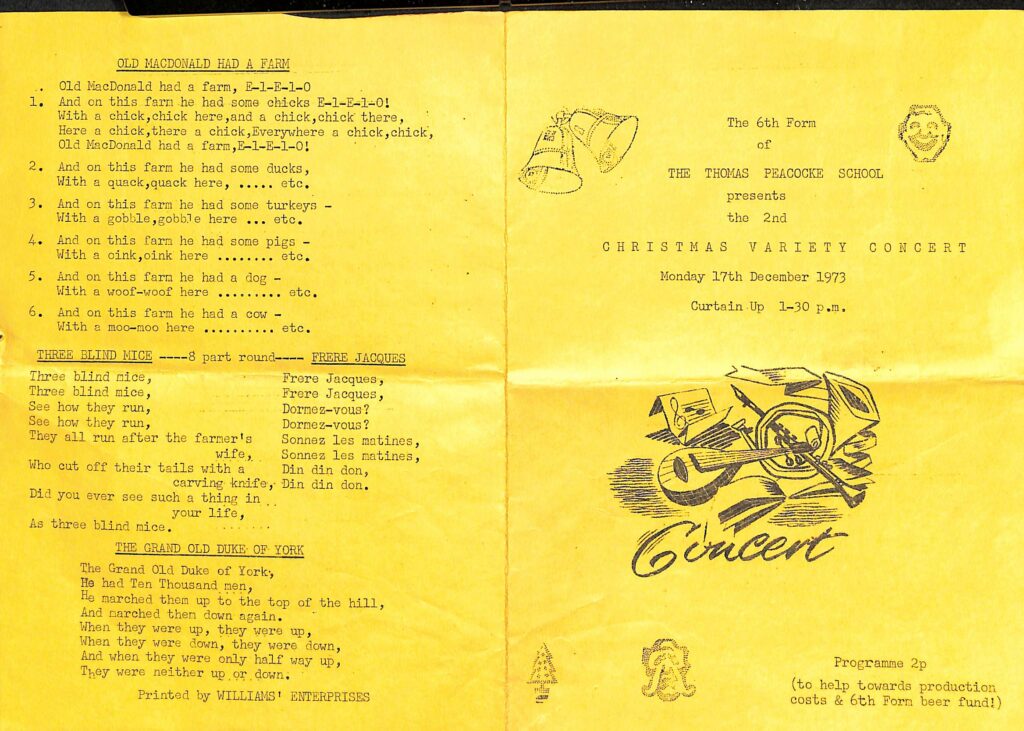 OLD MACDONALD HAD A FARM
Old MacDonald had a farm, E-1-E-1-O
1. And on this farm he had some chicks E-1-E-1-O!
With a chick,chick here,and a chick,chick there,
Here a chick,there a chick,Everywhere a chick,chick,
Old MacDonald had a farm,E-1-E-1-O!
2. And on this farm he had some ducks,
With a quack,quack here, ..... etc.
3. And on this farm he had some turkeys -
With a gobble,gobble here ... etc.
4. And on this farm he had some pigs -
With a oink,oink here ........ etc.
5. And on this farm he had a dog -
With a woof-woof here ......... etc.
6. And on this farm he had a cow -
With a moo-moo here .......... etc.
THREE BLIND MICE ----8 part round---- FRERE JACQUES
Three blind mice,
Three blind mice,
See how they run,
See how they run,
They all run after the farmer's
wife,
Who cut off their tails with a
carving knife,
Did you ever see such a thing in
your life,
As three blind mice.
Frere Jacques,
Frere Jacques,
Dormez-vous?
Dormez-vous?
Sonnez les matines,
Sonnez les matines,
Din din don,
Din din don.
THE GRAND OLD DUKE OF YORK
The Grand Old Duke of York,
He had Ten Thousand men,
He marched them up to the top of the hill,
And marched them down again.
When they were up, they were up,
When they were down, they were down,
And when they were only half way up,
They were neither up or down.
Printed by WILLIAMS' ENTERPRISES
The 6th Form
of
THE THOMAS PEACOCKE SCHOOL
presents
the 2nd
CHRISTMAS VARIETY CONCERT
Monday 17th December 1973
Curtain Up 1-30 p.m.
Concert
Programme 2p
(to help towards production
costs & 6th Form beer fund!)